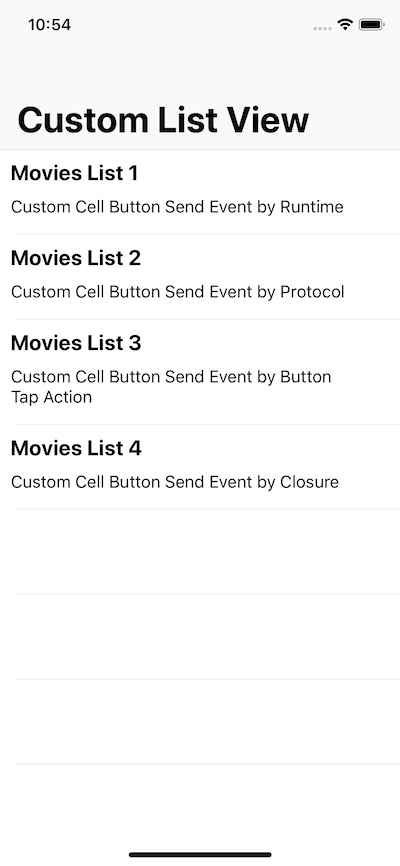 10:54
Custom List View
Movies List 1
Custom Cell Button Send Event by Runtime
Movies List 2
Custom Cell Button Send Event by Protocol
Movies List 3
Custom Cell Button Send Event by Button
Tap Action
Movies List 4
Custom Cell Button Send Event by Closure